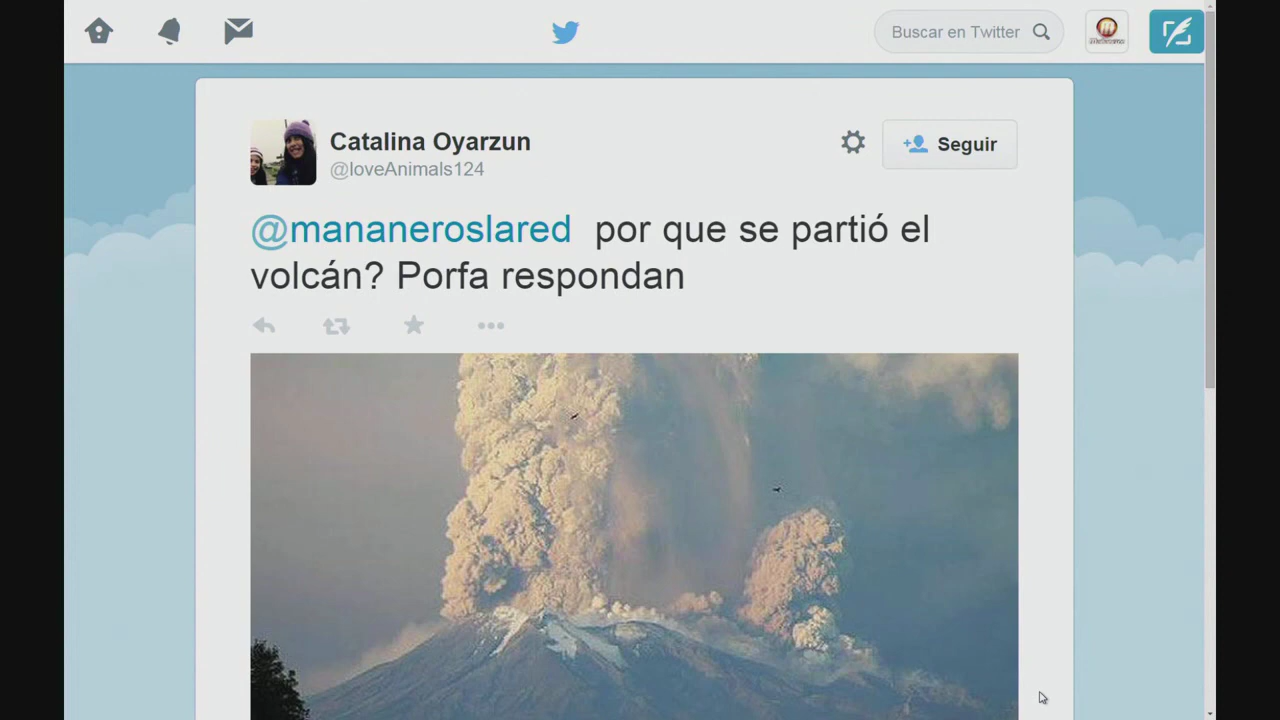 Buscar en Twitter
Catalina Oyarzun
@loveAnimals124
Seguir
@mananeroslared por que se partió el
volcán? Porfa respondan